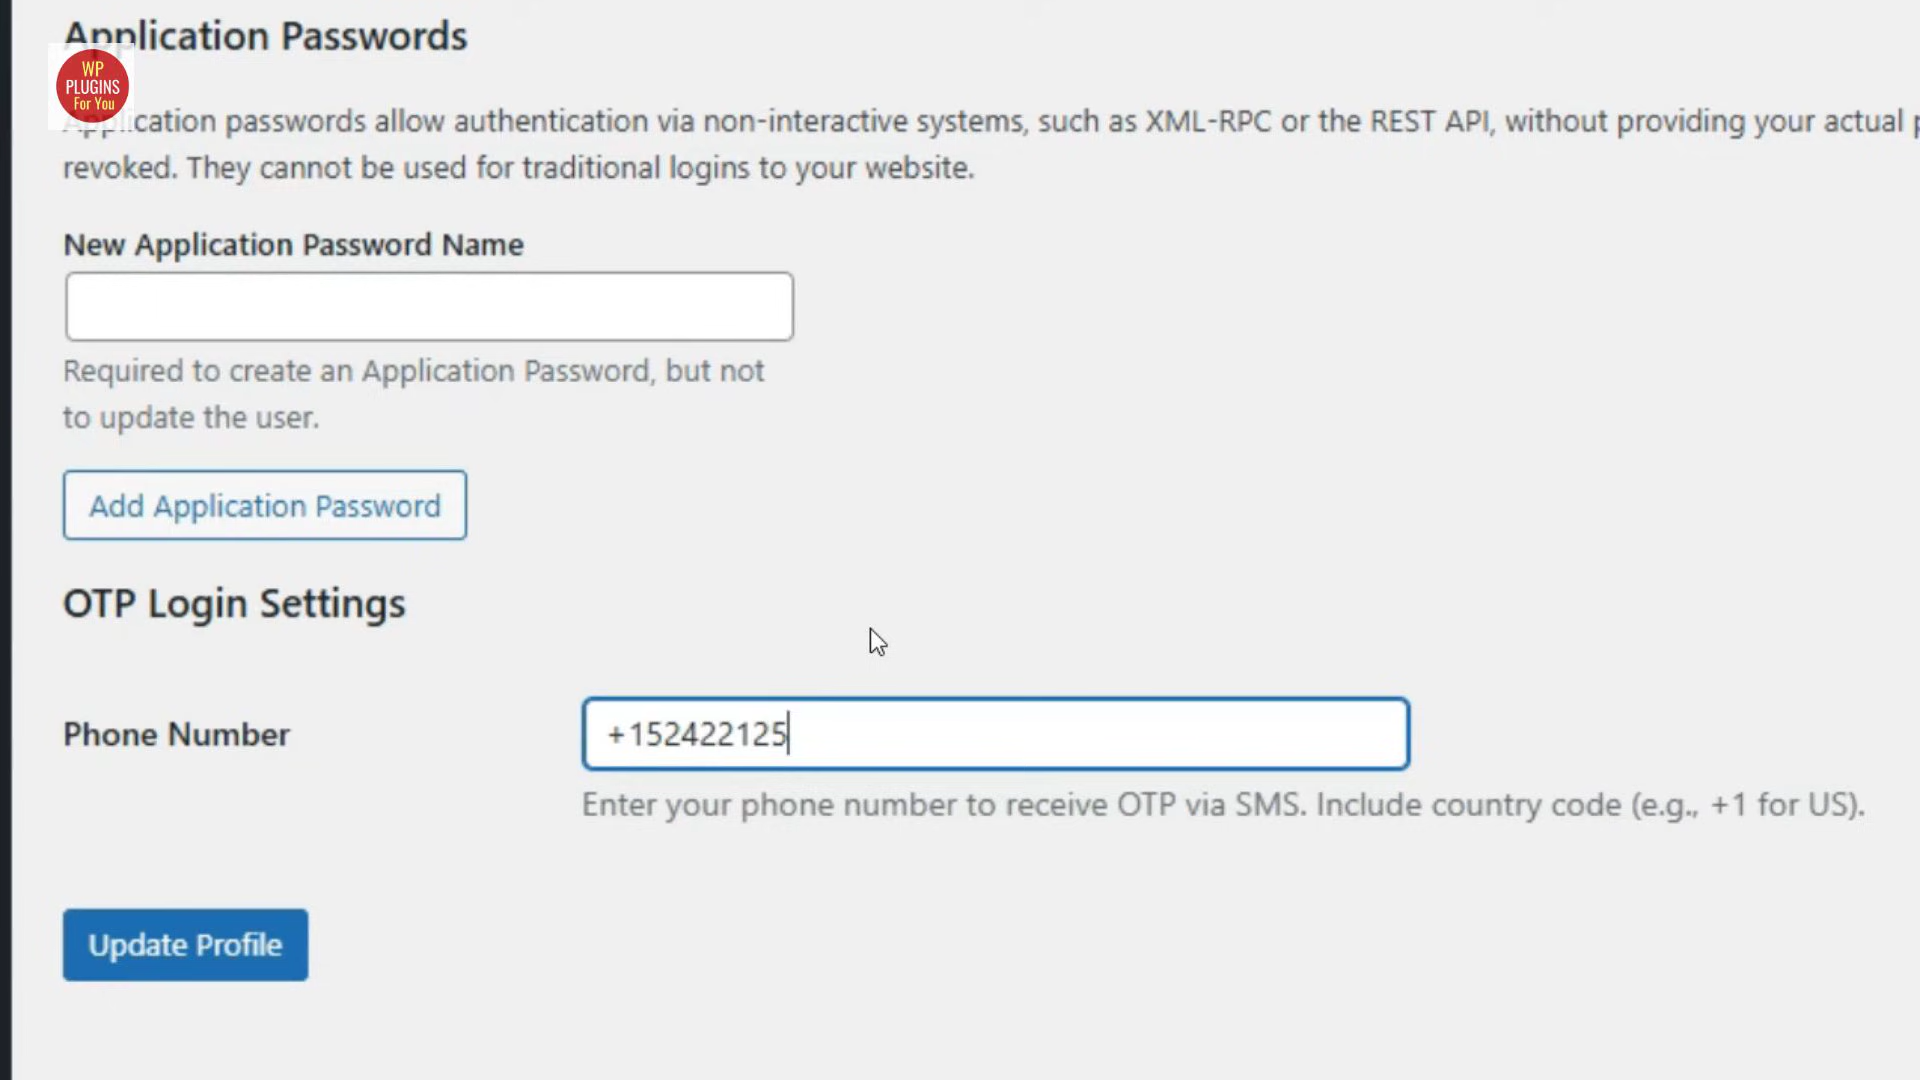 Application Passwords
WP
PLUGINS
For You
Application passwords allow authentication via non-interactive systems, such as XML-RPC or the REST API, without providing your actual
revoked. They cannot be used for traditional logins to your website.
New Application Password Name
Required to create an Application Password, but not
to update the user.
Add Application Password
OTP Login Settings
Phone Number
+152422125
Enter your phone number to receive OTP via SMS. Include country code (e.g., +1 for US).
Update Profile